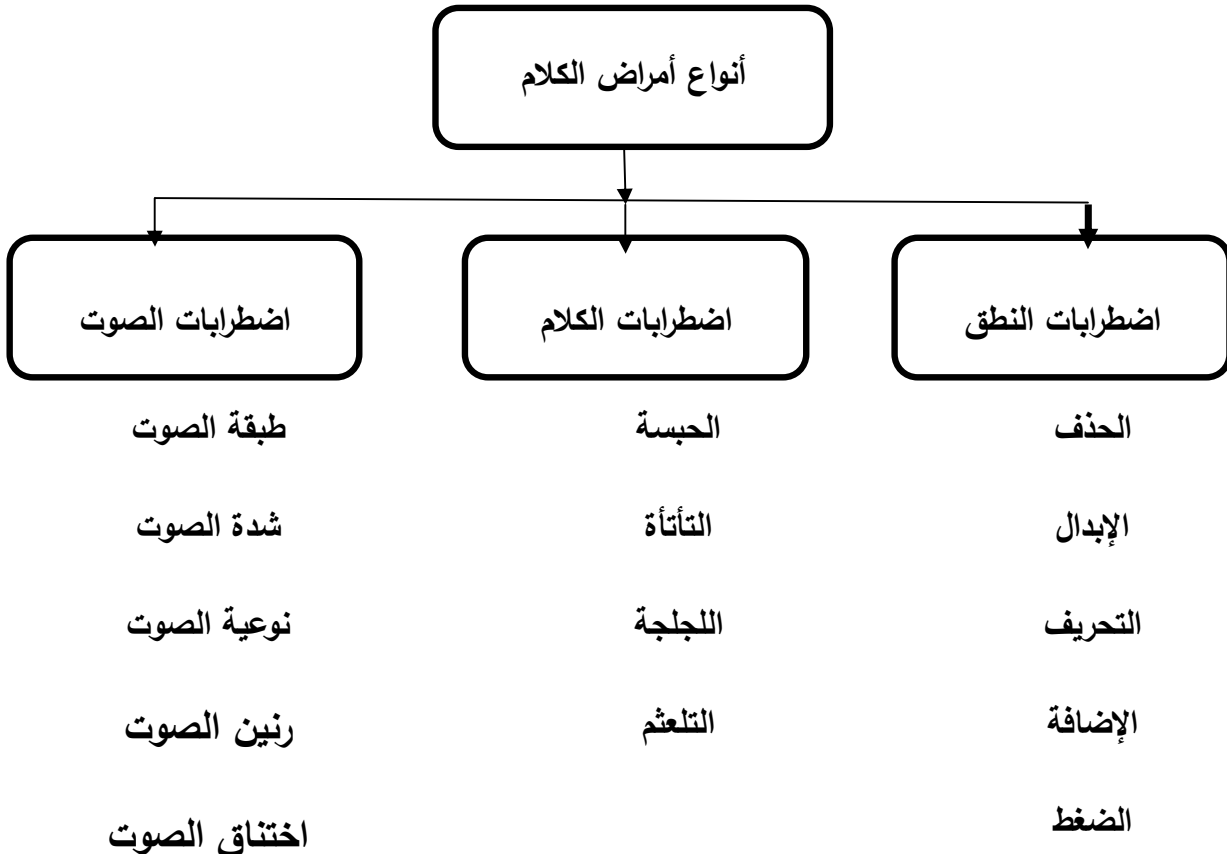 أنواع أمراض الكلام
اضطرابات النطق
اضطرابات الكلام
اضطرابات الصوت
الحذف
الحبسة
طبقة الصوت
الإبدال
التأتأة
شدة الصوت
التحريف
اللجلجة
نوعية الصوت
الإضافة
التلعثم
رنين الصوت
الضغط
اختناق الصوت